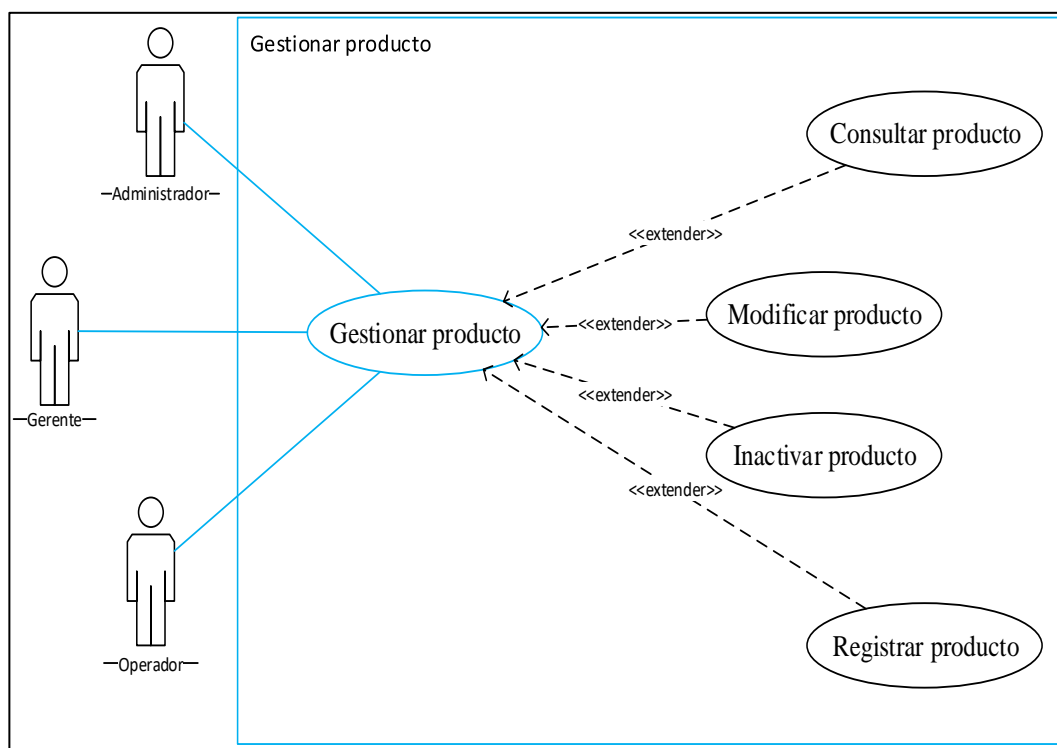 Gestionar producto
Consultar producto
Administrador
<<extender>>
Modificar producto
<<extender>>
Gestionar producto
<<extender>>
Gerente
Inactivar producto
<<extender>>
Registrar producto
Operador